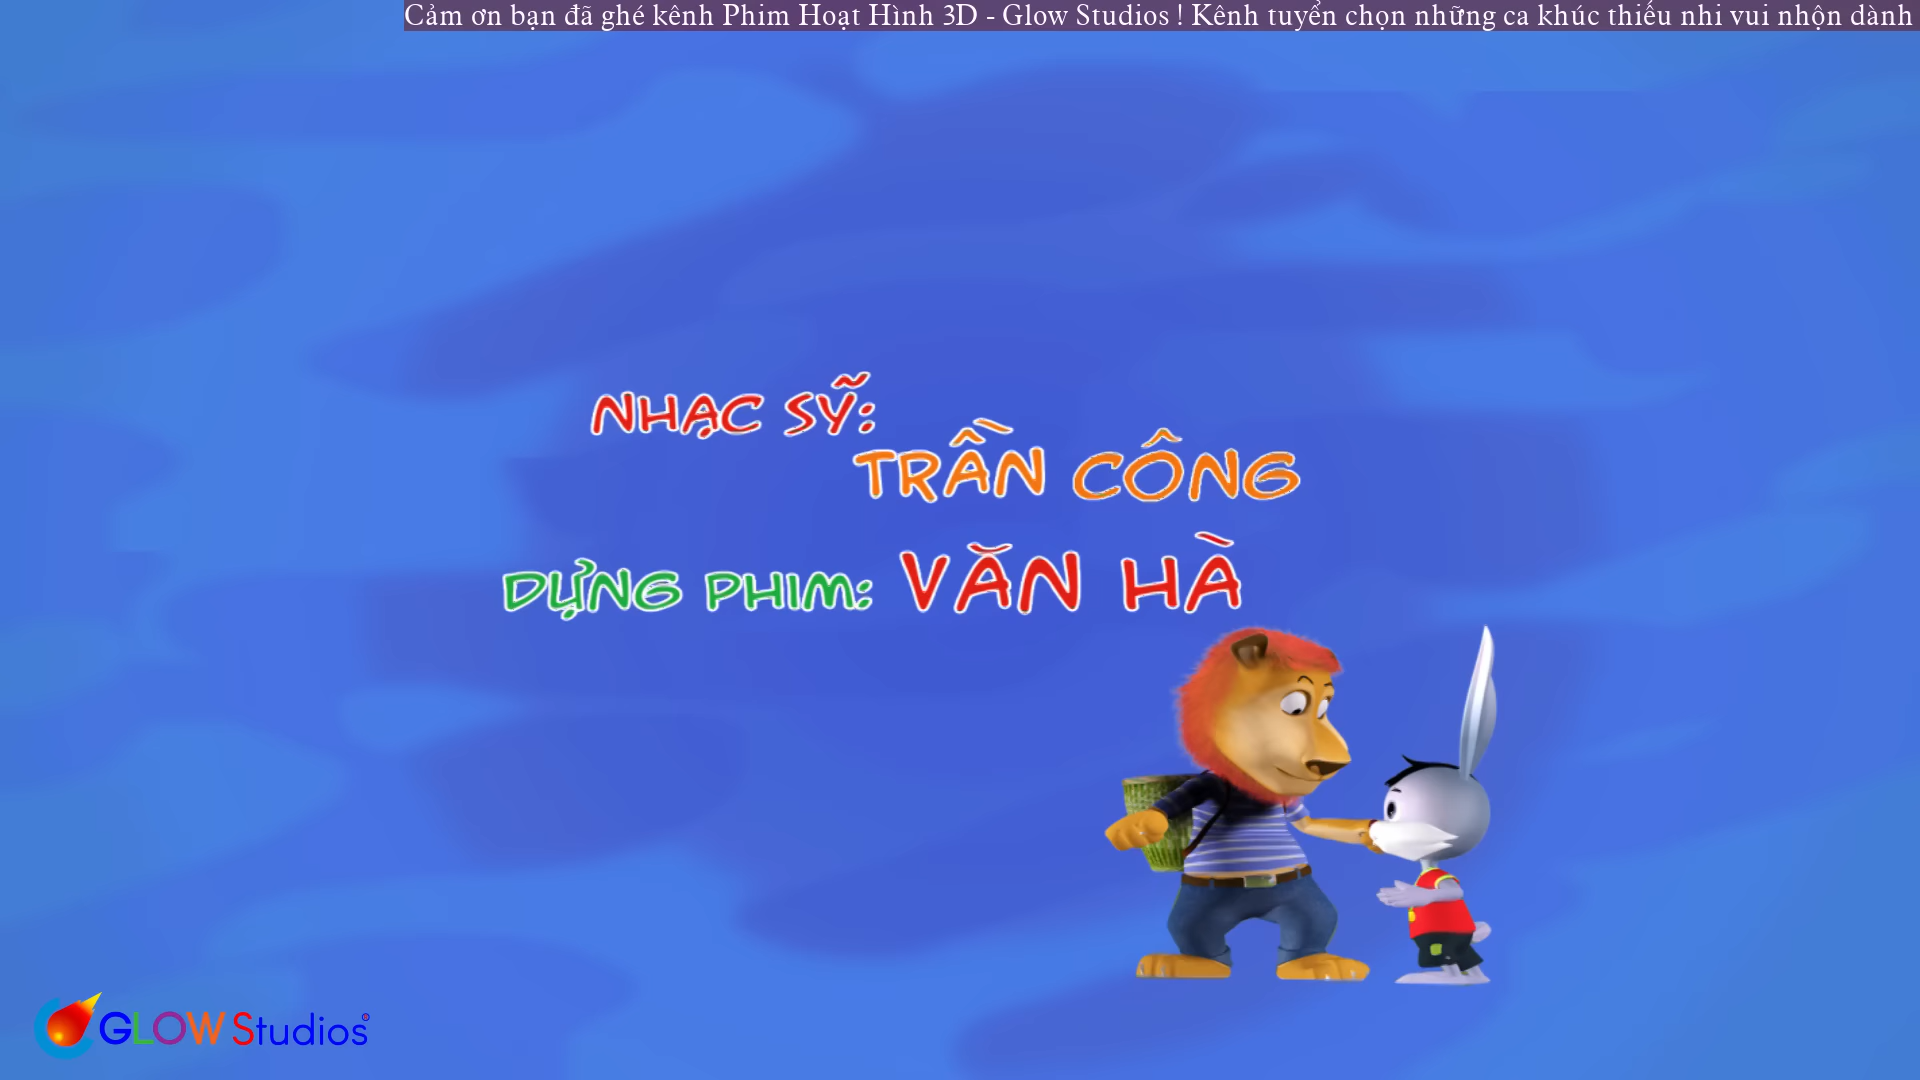 Cảm ơn bạn đã ghé kênh Phim Hoạt Hình 3D - Glow Studios ! Kênh tuyển chọn những ca khúc thiếu nhi vui nhộn dành
NHẠC SỸ:
TRẦN CÔNG
DỰNG PHIM: VĂN HÀ
GLOW Studios